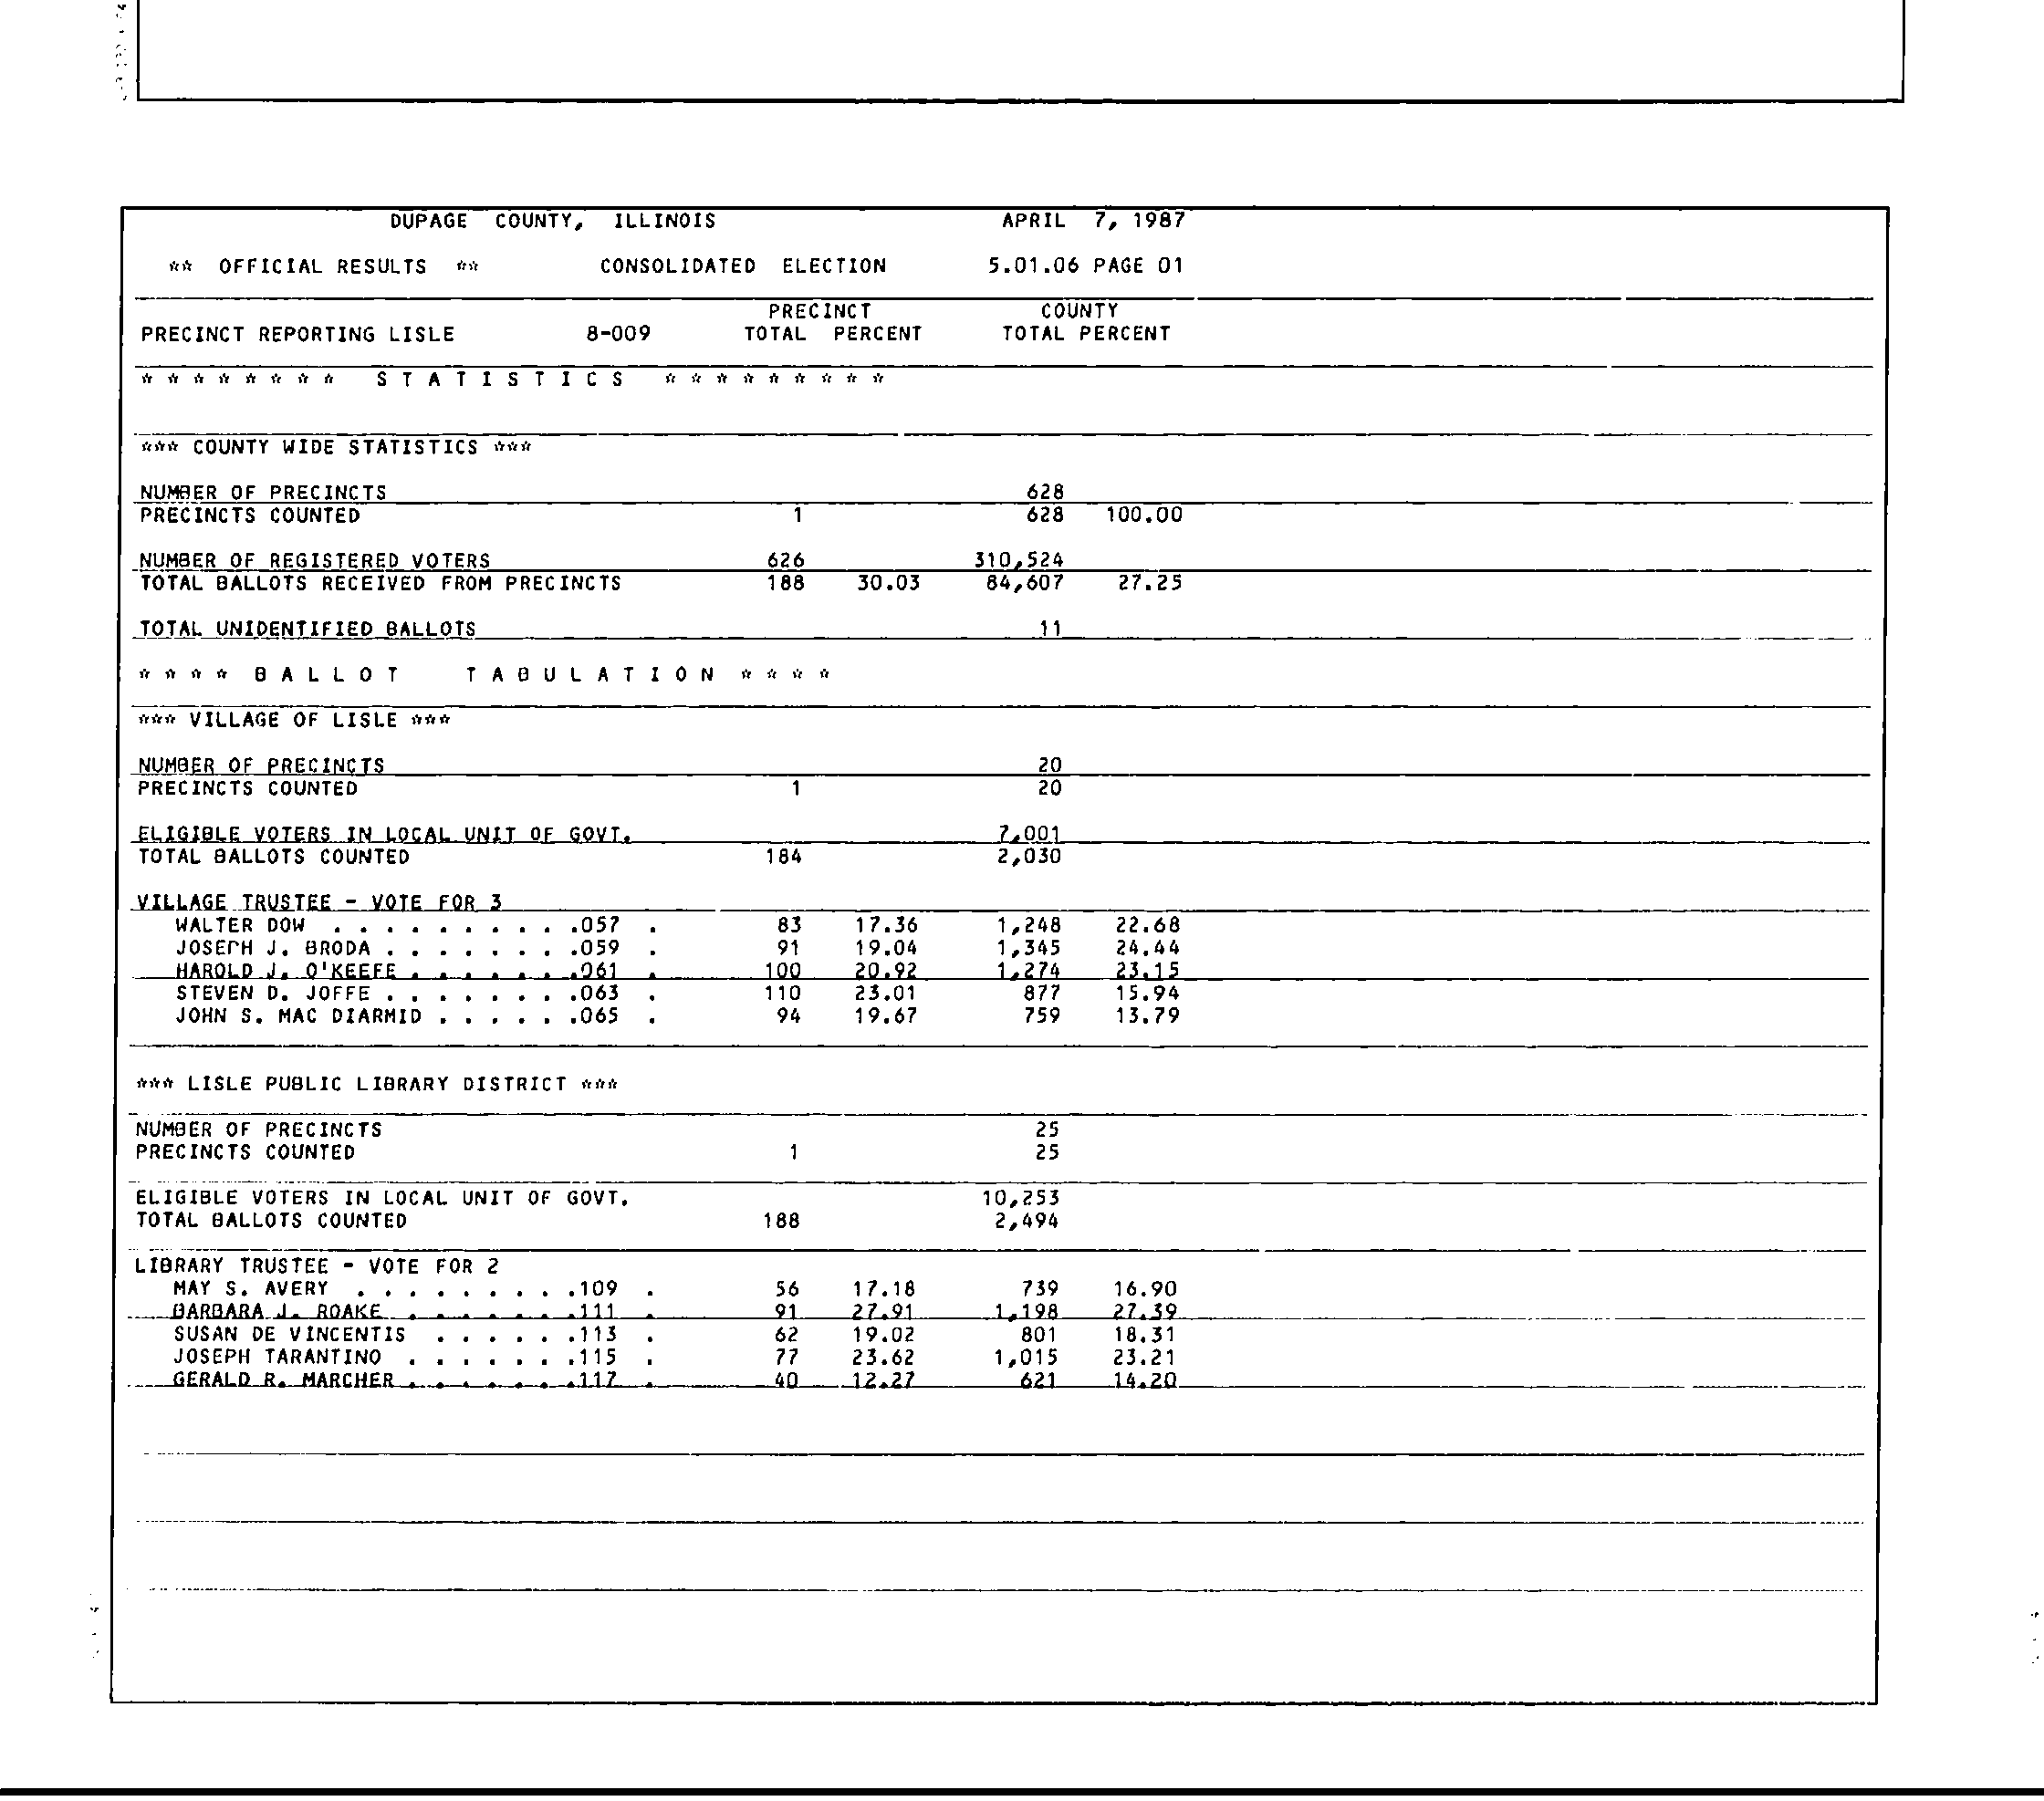 DUPAGE COUNTY, ILLINOIS APRIL 7, 1987
** OFFICIAL RESULTS ** CONSOLIDATED ELECTION 5.01.06 PAGE 01
PRECINCT COUNTY
PRECINCT REPORTING LISLE 8-009 TOTAL PERCENT TOTAL PERCENT
* * * * * * * * S T A T I S T I C S * * * * * * * * *
*** COUNTY WIDE STATISTICS ***
NUMBER OF PRECINCTS 628
PRECINCTS COUNTED 1 628 100.00
NUMBER OF REGISTERED VOTERS 626 310,524
TOTAL BALLOTS RECEIVED FROM PRECINCTS 188 30.03 84,607 27.25
TOTAL UNIDENTIFIED BALLOTS 11
* * * * B A L L O T T A B U L A T I O N * * * *
*** VILLAGE OF LISLE ***
NUMBER OF PRECINCTS 20
PRECINCTS COUNTED 1 20
ELIGIBLE VOTERS IN LOCAL UNIT OF GOVT. 7,001
TOTAL BALLOTS COUNTED 184 2,030
VILLAGE TRUSTEE - VOTE FOR 3
WALTER DOW . . . . . . . . . .057 . 83 17.36 1,248 22.68
JOSEPH J. BRODA . . . . . . . .059 . 91 19.04 1,345 24.44
HAROLD J. O'KEEFE . . . . . . .061 . 100 20.92 1,274 23.15
STEVEN D. JOFFE . . . . . . . .063 . 110 23.01 877 15.94
JOHN S. MAC DIARMID . . . . . .065 . 94 19.67 759 13.79
*** LISLE PUBLIC LIBRARY DISTRICT ***
NUMBER OF PRECINCTS 25
PRECINCTS COUNTED 1 25
ELIGIBLE VOTERS IN LOCAL UNIT OF GOVT. 10,253
TOTAL BALLOTS COUNTED 188 2,494
LIBRARY TRUSTEE - VOTE FOR 2
MAY S. AVERY . . . . . . . . .109 . 56 17.18 739 16.90
BARBARA J. ROAKE . . . . . . .111 . 91 27.91 1,198 27.39
SUSAN DE VINCENTIS . . . . . .113 . 62 19.02 801 18.31
JOSEPH TARANTINO . . . . . . .115 . 77 23.62 1,015 23.21
GERALD R. MARCHER . . . . . . .117 . 40 12.27 621 14.20